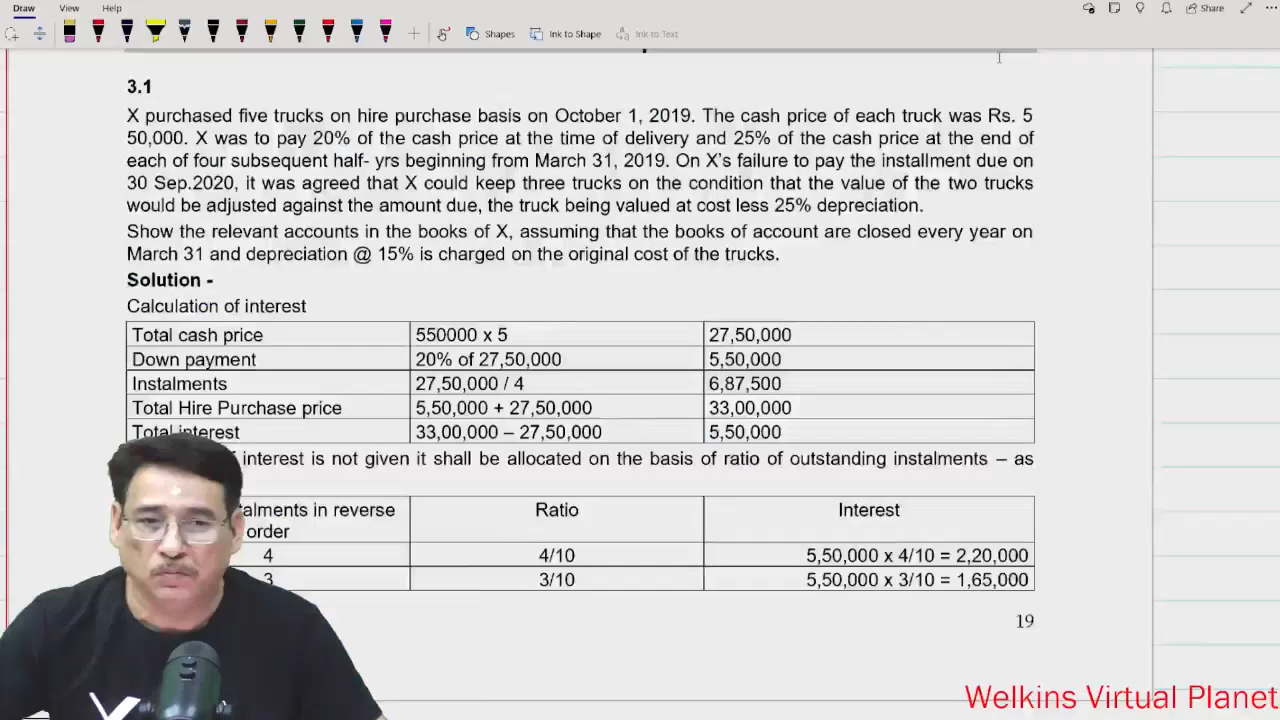 Draw View Help
Share
Shapes Ink to Shape Ink to Text
3.1
X purchased five trucks on hire purchase basis on October 1, 2019. The cash price of each truck was Rs. 5
50,000. X was to pay 20% of the cash price at the time of delivery and 25% of the cash price at the end of
each of four subsequent half- yrs beginning from March 31, 2019. On X's failure to pay the installment due on
30 Sep.2020, it was agreed that X could keep three trucks on the condition that the value of the two trucks
would be adjusted against the amount due, the truck being valued at cost less 25% depreciation.
Show the relevant accounts in the books of X, assuming that the books of account are closed every year on
March 31 and depreciation @ 15% is charged on the original cost of the trucks.
Solution -
Calculation of interest
Total cash price 550000 x 5 27,50,000
Down payment 20% of 27,50,000 5,50,000
Instalments 27,50,000 / 4 6,87,500
Total Hire Purchase price 5,50,000 + 27,50,000 33,00,000
Total interest 33,00,000 – 27,50,000 5,50,000
interest is not given it shall be allocated on the basis of ratio of outstanding instalments – as
in reverse Ratio Interest
order
4 4/10 5,50,000 x 4/10 = 2,20,000
3 3/10 5,50,000 x 3/10 = 1,65,000
19
Welkins Virtual Planet